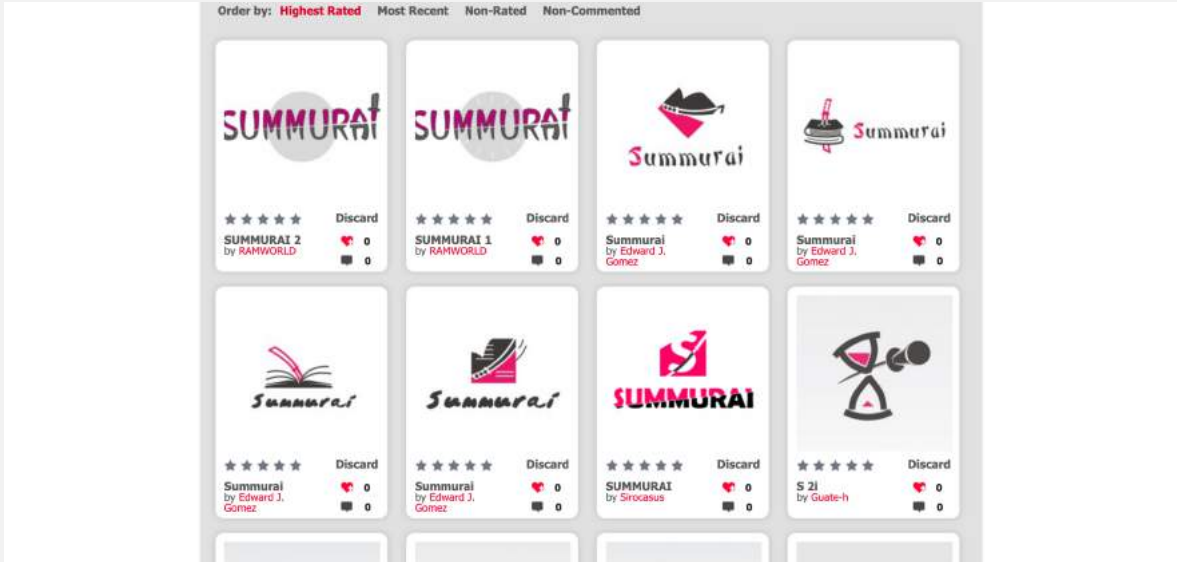 Order by: Highest Rated Most Recent Non-Rated Non-Commented
SUMMURAI
SUMMURAI
Summurai
Summurai
Discard
SUMMURAI 2
by RAMWORLD
0
0
Discard
SUMMURAI 1
by RAMWORLD
0
0
Discard
Summurai
by Edward J.
Gomez
0
0
Discard
Summurai
by Edward J.
Gomez
0
0
Summurai
Summurai
S
SUMMURAI
Discard
Summurai
by Edward J.
Gomez
0
0
Discard
Summurai
by Edward J.
Gomez
0
0
Discard
SUMMURAI
by Sirocasus
0
0
Discard
S 2i
by Guate-h
0
0